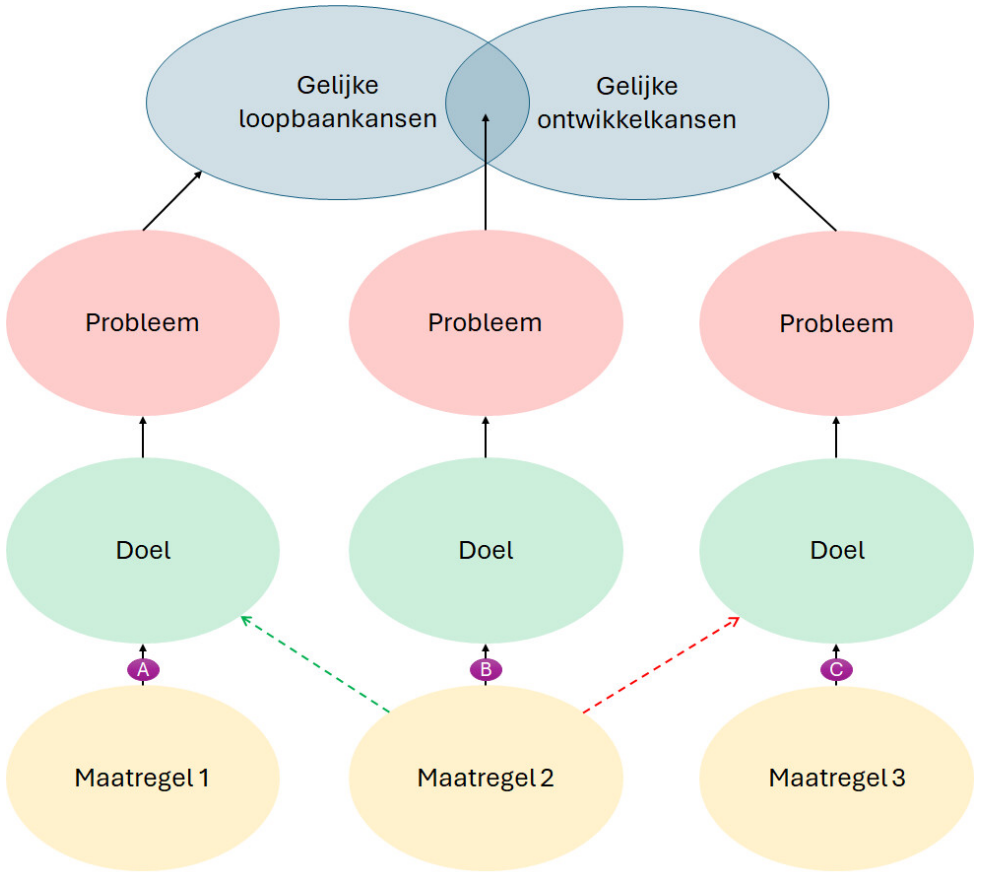 Gelijke
loopbaankansen
Gelijke
ontwikkelkansen
Probleem
Probleem
Probleem
Doel
Doel
Doel
A
B
C
Maatregel 1
Maatregel 2
Maatregel 3